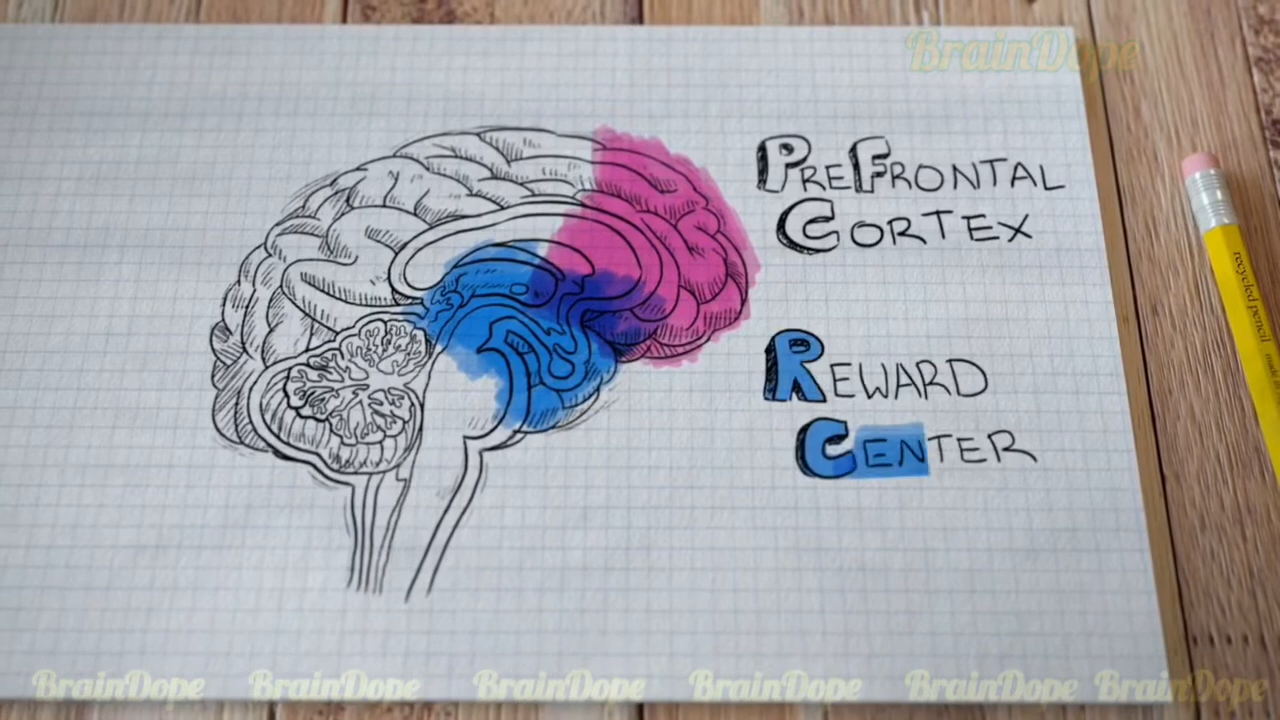 BrainDope
PREFRONTAL
CORTEX
REWARD
CENTER
recycled pencil
BrainDope BrainDope BrainDope BrainDope BrainDope BrainDope